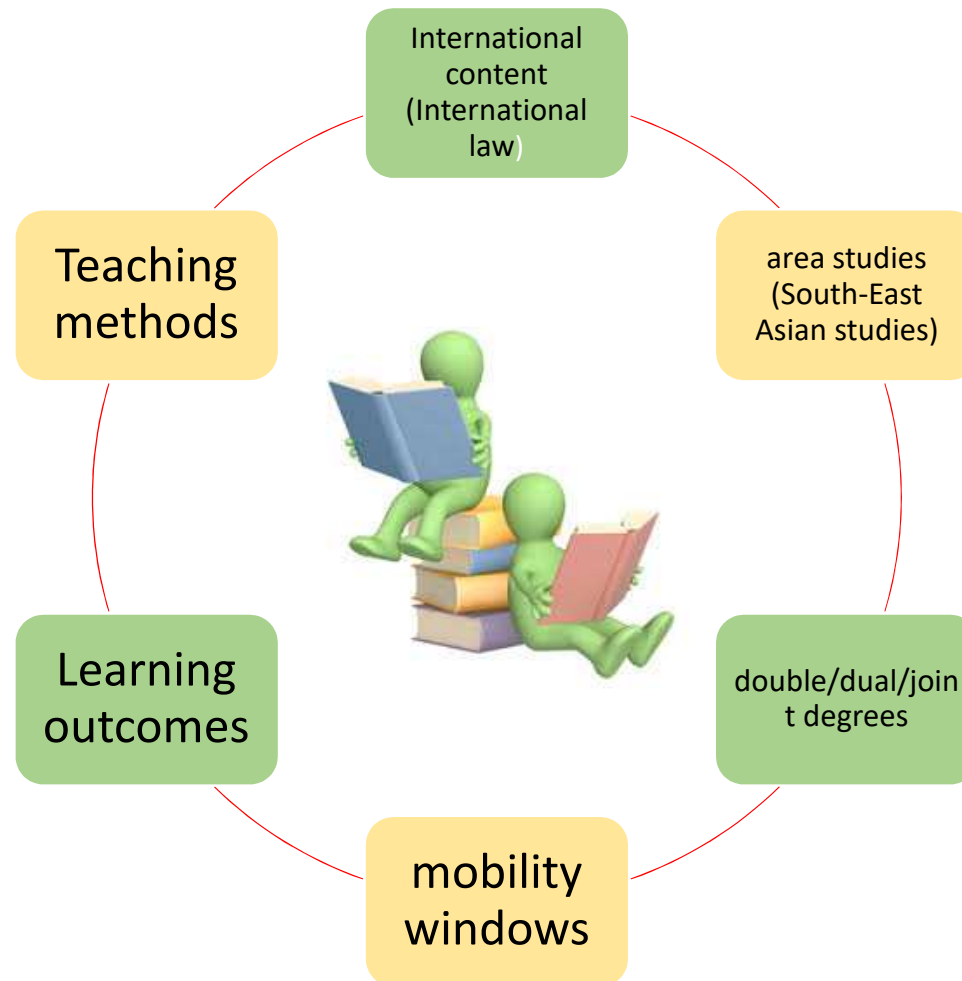 International
content
(International
law)
area studies
(South-East
Asian studies)
double/dual/join
t degrees
mobility
windows
Learning
outcomes
Teaching
methods